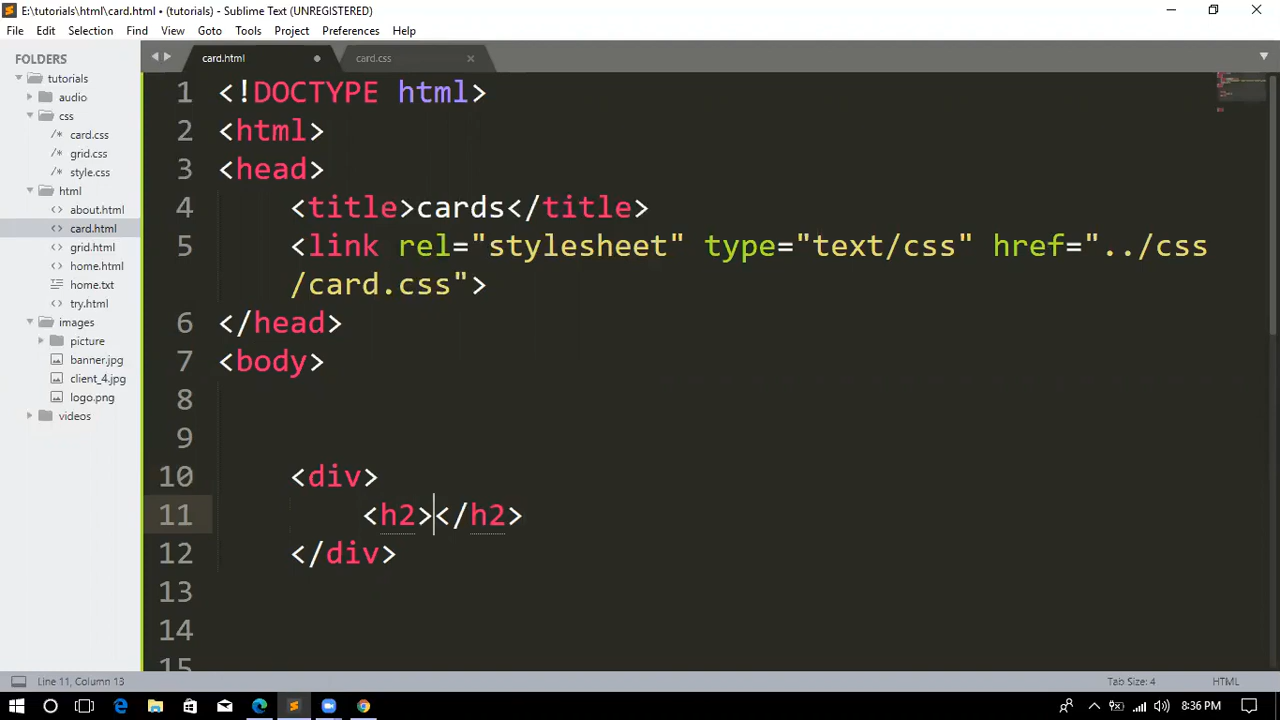 E:\tutorials\html\card.html • (tutorials) - Sublime Text (UNREGISTERED)
File Edit Selection Find View Goto Tools Project Preferences Help
FOLDERS
tutorials
audio
css
/* card.css
/* grid.css
/* style.css
html
<> about.html
<> card.html
<> grid.html
<> home.html
home.txt
<> try.html
images
picture
banner.jpg
client_4.jpg
logo.png
videos
card.html card.css
1 <!DOCTYPE html>
2 <html>
3 <head>
4 <title>cards</title>
5 <link rel="stylesheet" type="text/css" href="../css
/card.css">
6 </head>
7 <body>
8
9
10 <div>
11 <h2></h2>
12 </div>
13
14
15
Line 11, Column 13 Tab Size: 4 HTML
8:36 PM